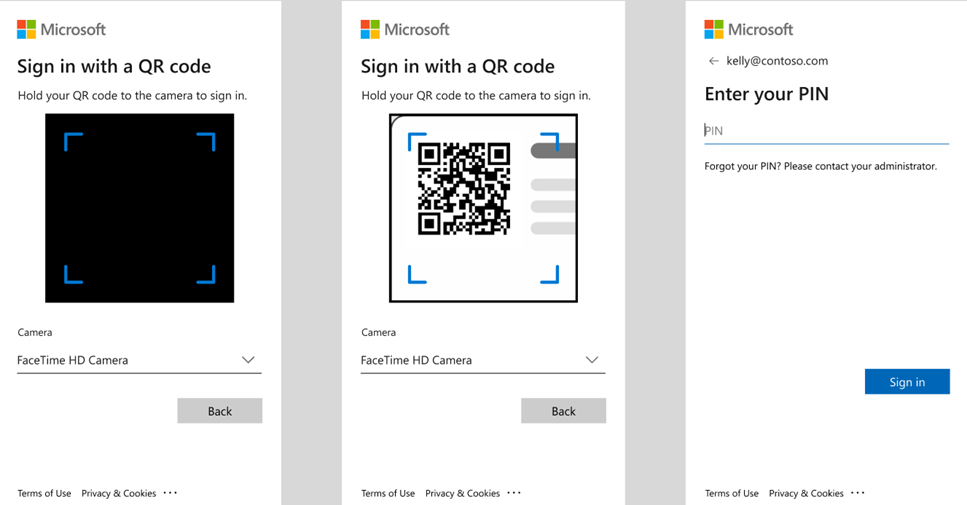 Microsoft
Sign in with a QR code
Hold your QR code to the camera to sign in.
Camera
FaceTime HD Camera
Back
Terms of Use Privacy & Cookies ···
Microsoft
Sign in with a QR code
Hold your QR code to the camera to sign in.
Camera
FaceTime HD Camera
Back
Terms of Use Privacy & Cookies ···
Microsoft
← kelly@contoso.com
Enter your PIN
PIN
Forgot your PIN? Please contact your administrator.
Sign in
Terms of Use Privacy & Cookies ···